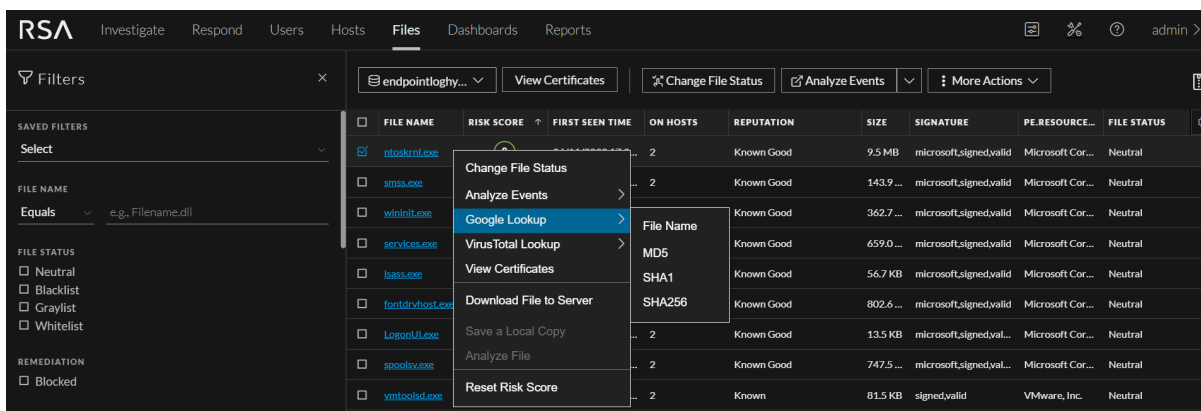 RSA Investigate Respond Users Hosts Files Dashboards Reports admin
Filters
endpointloghy... View Certificates Change File Status Analyze Events More Actions
SAVED FILTERS
Select
FILE NAME
Equals e.g., Filename.dll
FILE STATUS
Neutral
Blacklist
Graylist
Whitelist
REMEDIATION
Blocked
FILE NAME RISK SCORE FIRST SEEN TIME ON HOSTS REPUTATION SIZE SIGNATURE PE.RESOURCE... FILE STATUS
ntoskrnl.exe 2 Known Good 9.5 MB microsoft,signed,valid Microsoft Cor... Neutral
smss.exe 2 Known Good 143.9 ... microsoft,signed,valid Microsoft Cor... Neutral
wininit.exe Known Good 362.7 ... microsoft,signed,valid Microsoft Cor... Neutral
services.exe Known Good 659.0 ... microsoft,signed,valid Microsoft Cor... Neutral
lsass.exe Known Good 56.7 KB microsoft,signed,valid Microsoft Cor... Neutral
fontdrvhost.exe Known Good 802.6 ... microsoft,signed,valid Microsoft Cor... Neutral
LogonUI.exe 2 Known Good 13.5 KB microsoft,signed,val... Microsoft Cor... Neutral
spoolsv.exe 2 Known Good 747.5 ... microsoft,signed,valid Microsoft Cor... Neutral
vmtoolsd.exe 2 Known 81.5 KB signed,valid VMware, Inc. Neutral
Change File Status
Analyze Events
Google Lookup
VirusTotal Lookup
View Certificates
Download File to Server
Save a Local Copy
Analyze File
Reset Risk Score
File Name
MD5
SHA1
SHA256